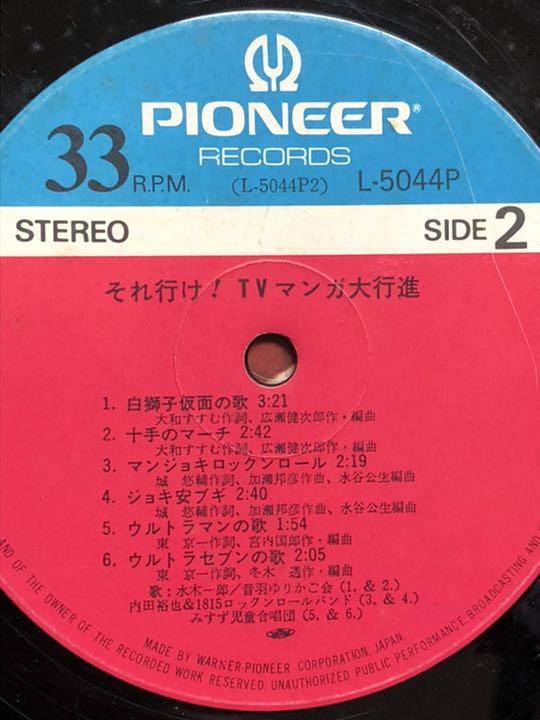 PIONEER®
RECORDS
33 R.P.M. (L-5044P2) L-5044P
STEREO SIDE 2
それ行け！TVマンガ大行進
1. 白獅子仮面の歌 3:21
大和すすむ作詞、広瀬健次郎作・編曲
2. 十手のマーチ 2:42
大和すすむ作詞、広瀬健次郎作・編曲
3. マンジョキロックンロール 2:19
城 悠輔作詞、加瀬邦彦作曲、水谷公生編曲
4. ジョキ安ブギ 2:40
城 悠輔作詞、加瀬邦彦作曲、水谷公生編曲
5. ウルトラマンの歌 1:54
東 京一作詞、宮内国郎作・編曲
6. ウルトラセブンの歌 2:05
東 京一作詞、冬木 透作・編曲
歌：水木一郎／音羽ゆりかご会 (1. & 2.)
内田裕也&1815ロックンロールバンド (3. & 4.)
みすず児童合唱団 (5. & 6.)
MADE BY WARNER-PIONEER CORPORATION, JAPAN.
AND OF THE OWNER OF THE RECORDED WORK RESERVED. UNAUTHORIZED PUBLIC PERFORMANCE, BROADCASTING AND